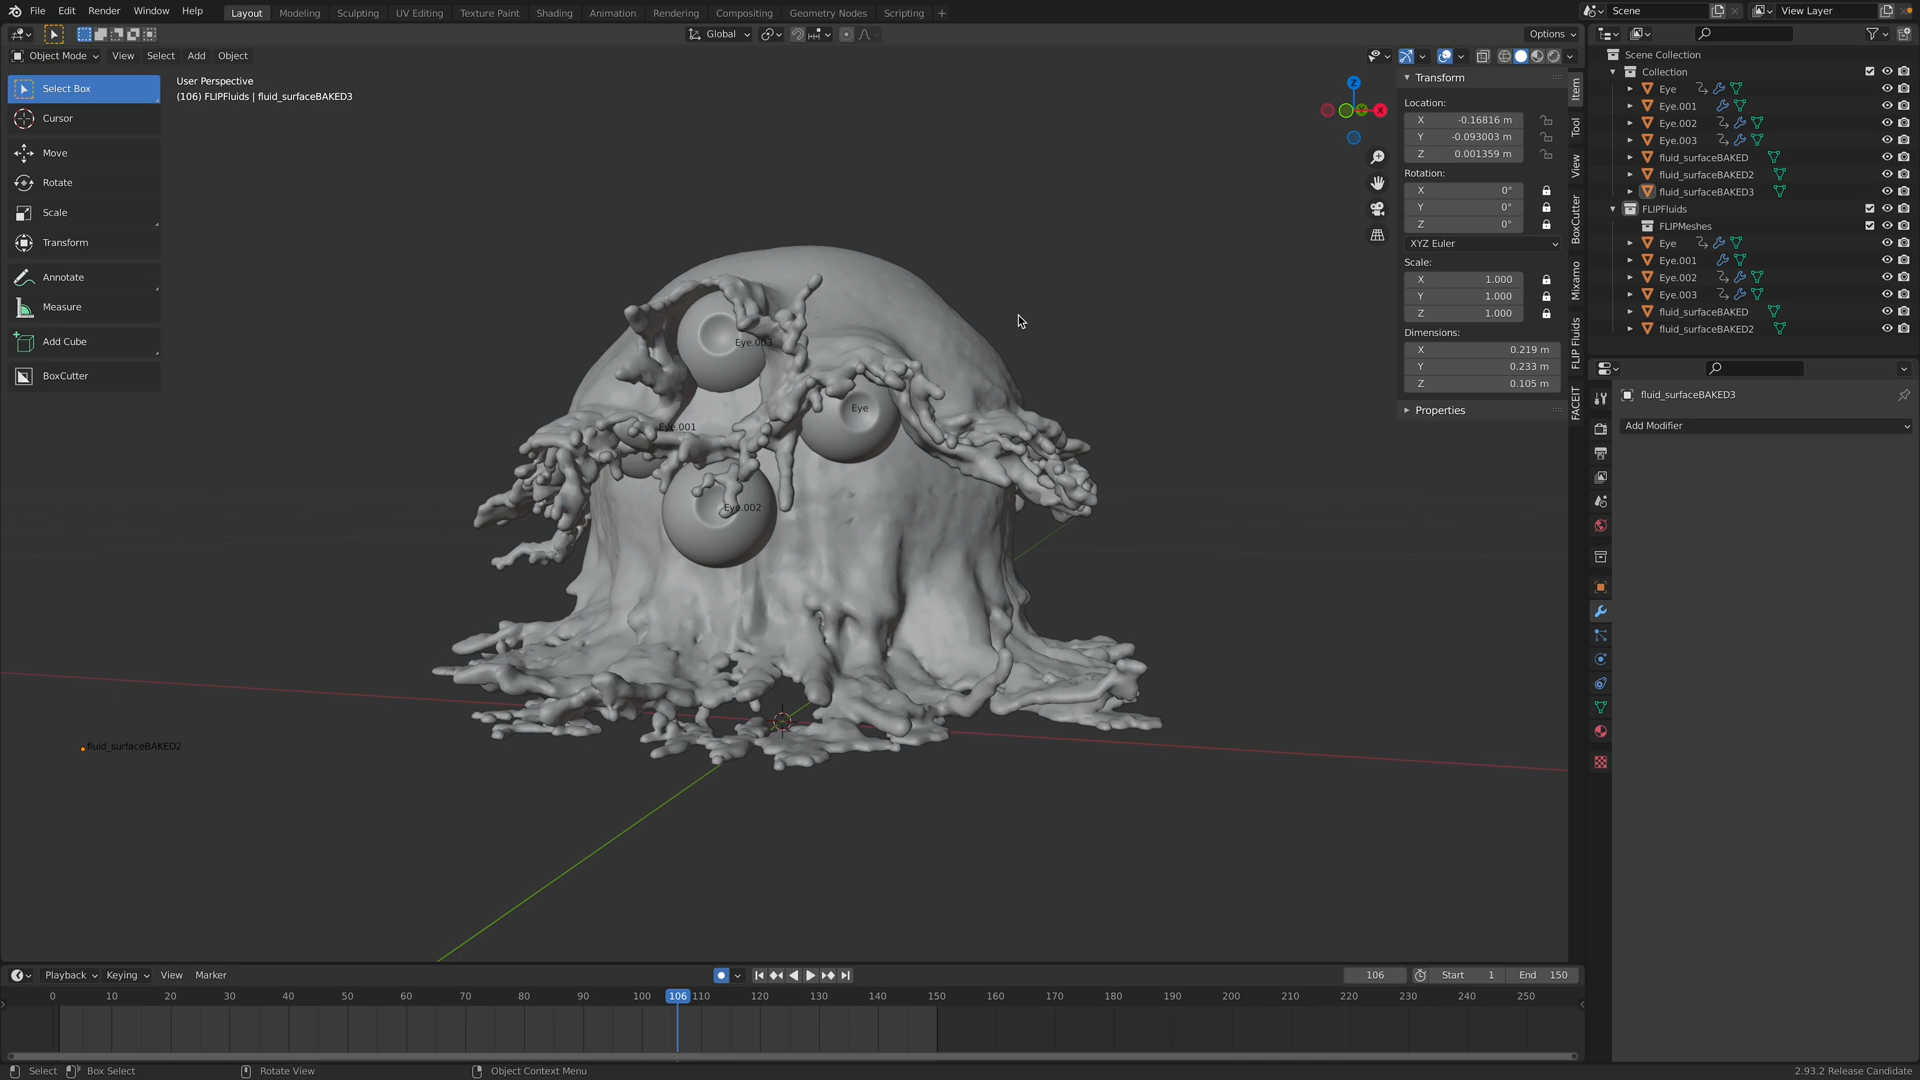 File Edit Render Window Help Layout Modeling Sculpting UV Editing Texture Paint Shading Animation Rendering Compositing Geometry Nodes Scripting + Scene View Layer
Global Options
Object Mode View Select Add Object
User Perspective
(106) FLIPFluids | fluid_surfaceBAKED3
Select Box
Cursor
Move
Rotate
Scale
Transform
Annotate
Measure
Add Cube
BoxCutter
Eye.003
Eye
Eye.001
Eye.002
fluid_surfaceBAKED2
Z
X
Transform
Location:
X -0.16816 m
Y -0.093003 m
Z 0.001359 m
Rotation:
X 0°
Y 0°
Z 0°
XYZ Euler
Scale:
X 1.000
Y 1.000
Z 1.000
Dimensions:
X 0.219 m
Y 0.233 m
Z 0.105 m
Properties
Item
Tool
View
BoxCutter
Mixamo
FLIP Fluids
FACEIT
Scene Collection
Collection
Eye
Eye.001
Eye.002
Eye.003
fluid_surfaceBAKED
fluid_surfaceBAKED2
fluid_surfaceBAKED3
FLIPFluids
FLIPMeshes
Eye
Eye.001
Eye.002
Eye.003
fluid_surfaceBAKED
fluid_surfaceBAKED2
fluid_surfaceBAKED3
Add Modifier
Playback Keying View Marker 106 Start 1 End 150
0 10 20 30 40 50 60 70 80 90 100 106 110 120 130 140 150 160 170 180 190 200 210 220 230 240 250
Select Box Select Rotate View Object Context Menu 2.93.2 Release Candidate